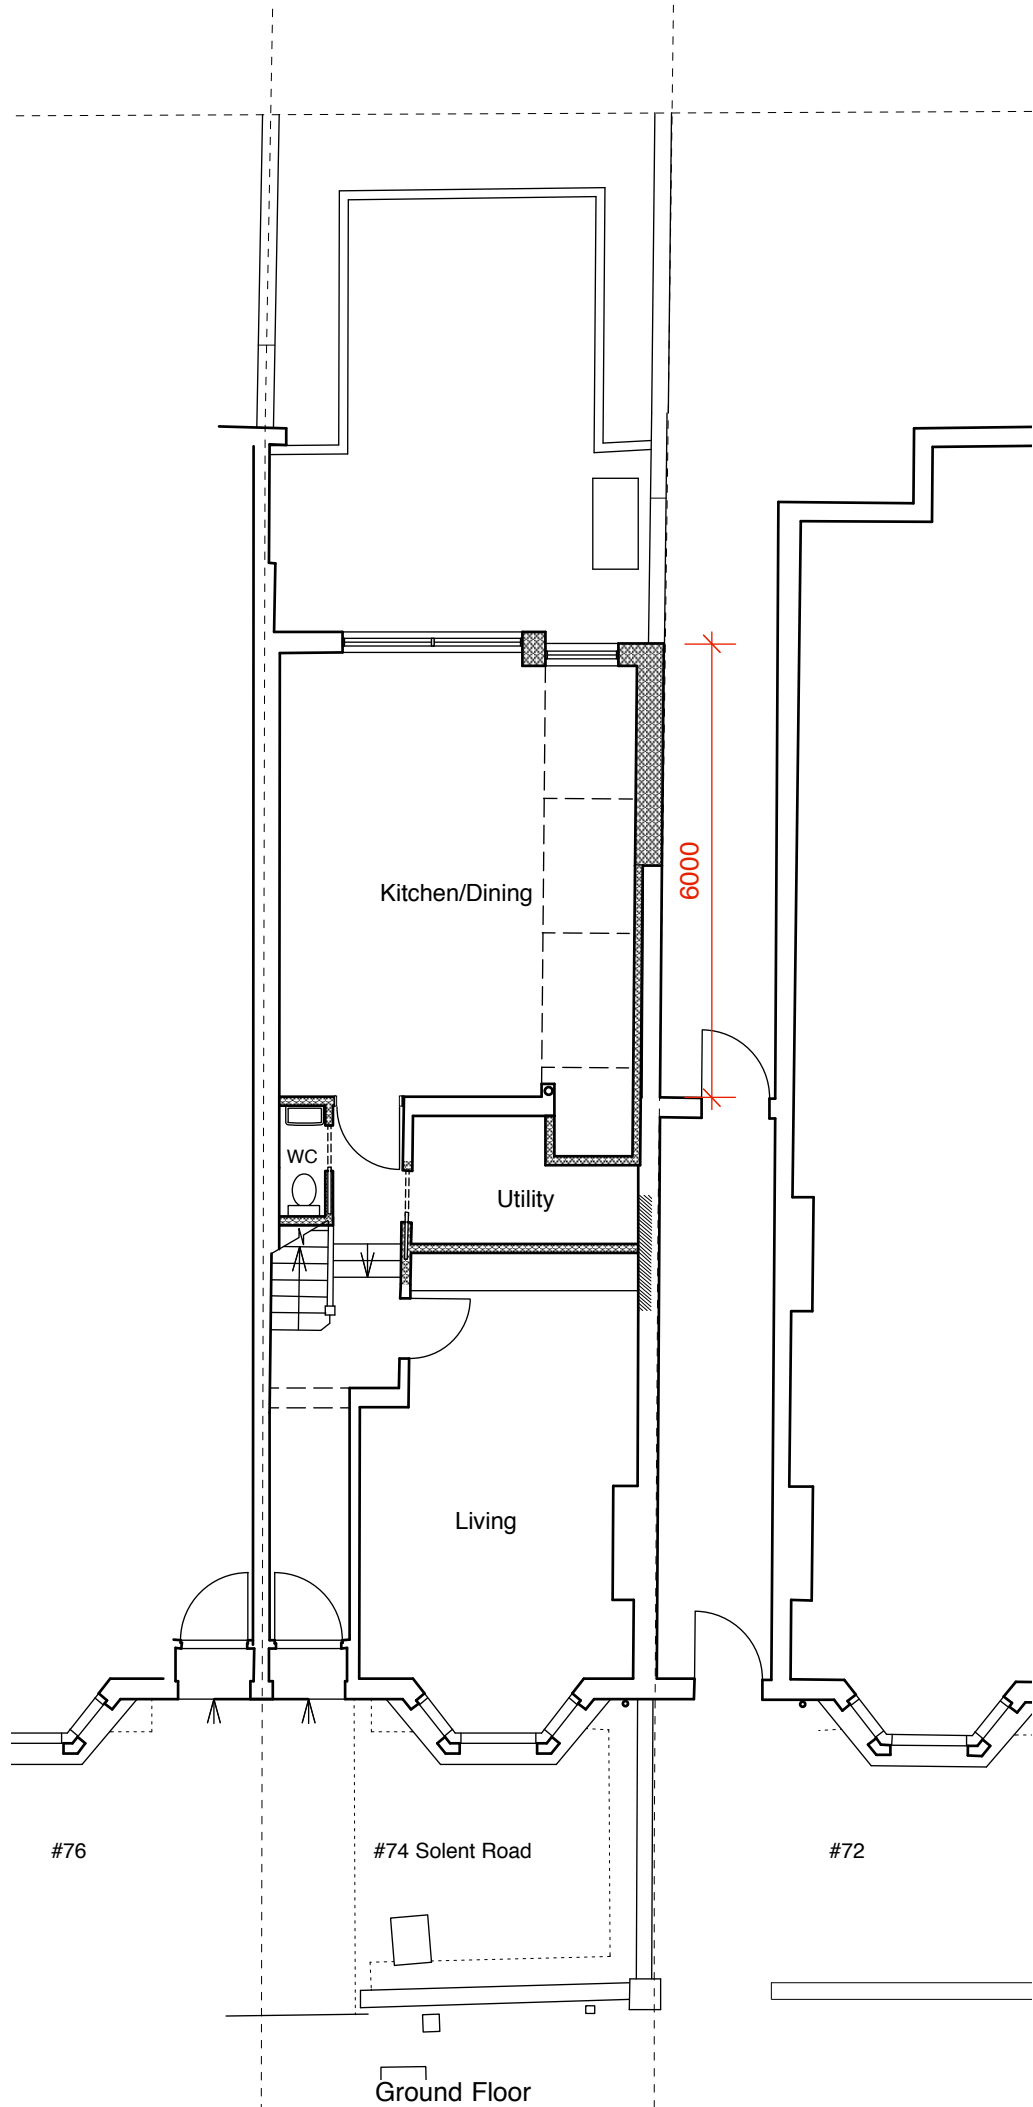 6000
Kitchen/Dining
WC
Utility
Living
#76
#74 Solent Road
#72
Ground Floor